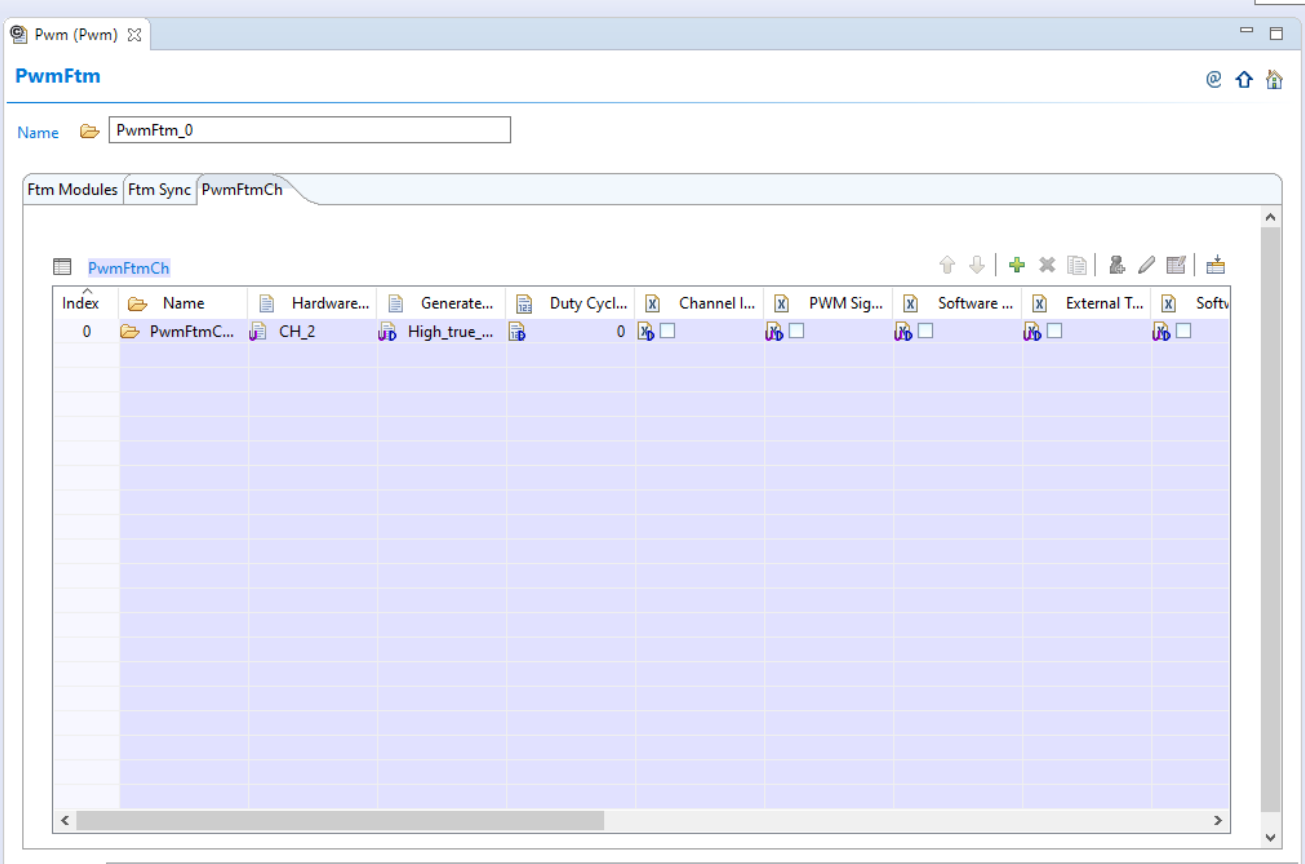 Pwm (Pwm)
PwmFtm
Name PwmFtm_0
Ftm Modules Ftm Sync PwmFtmCh
PwmFtmCh
Index Name Hardware... Generate... Duty Cycl... Channel I... PWM Sig... Software ... External T... Softw
0 PwmFtmC... CH_2 High_true_... 0